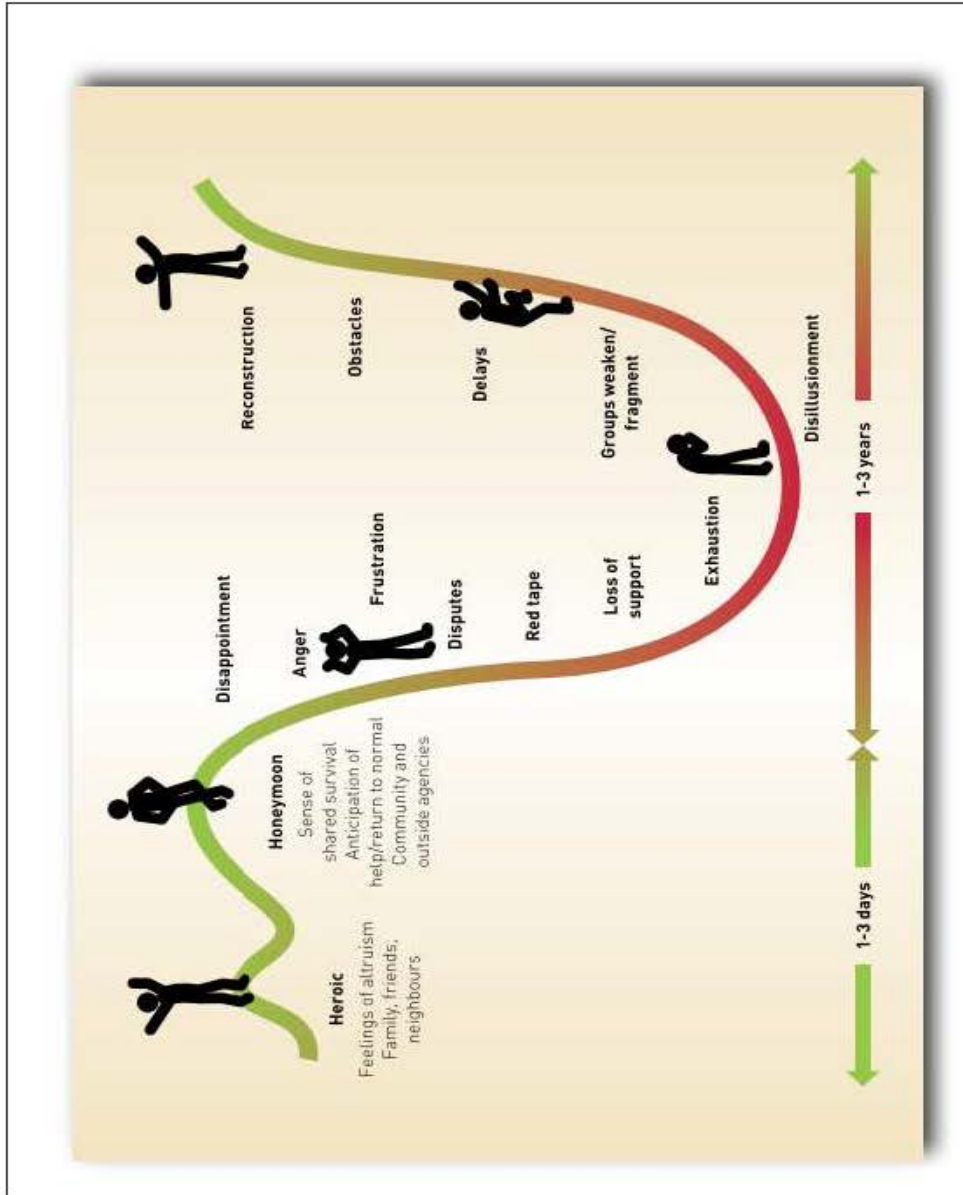 Heroic
Feelings of altruism
Family, friends,
neighbours
Honeymoon
Sense of
shared survival
Anticipation of
help/return to normal
Community and
outside agencies
Disappointment
Anger
Frustration
Disputes
Red tape
Loss of
support
Exhaustion
Disillusionment
Groups weaken/
fragment
Delays
Obstacles
Reconstruction
1-3 days
1-3 years